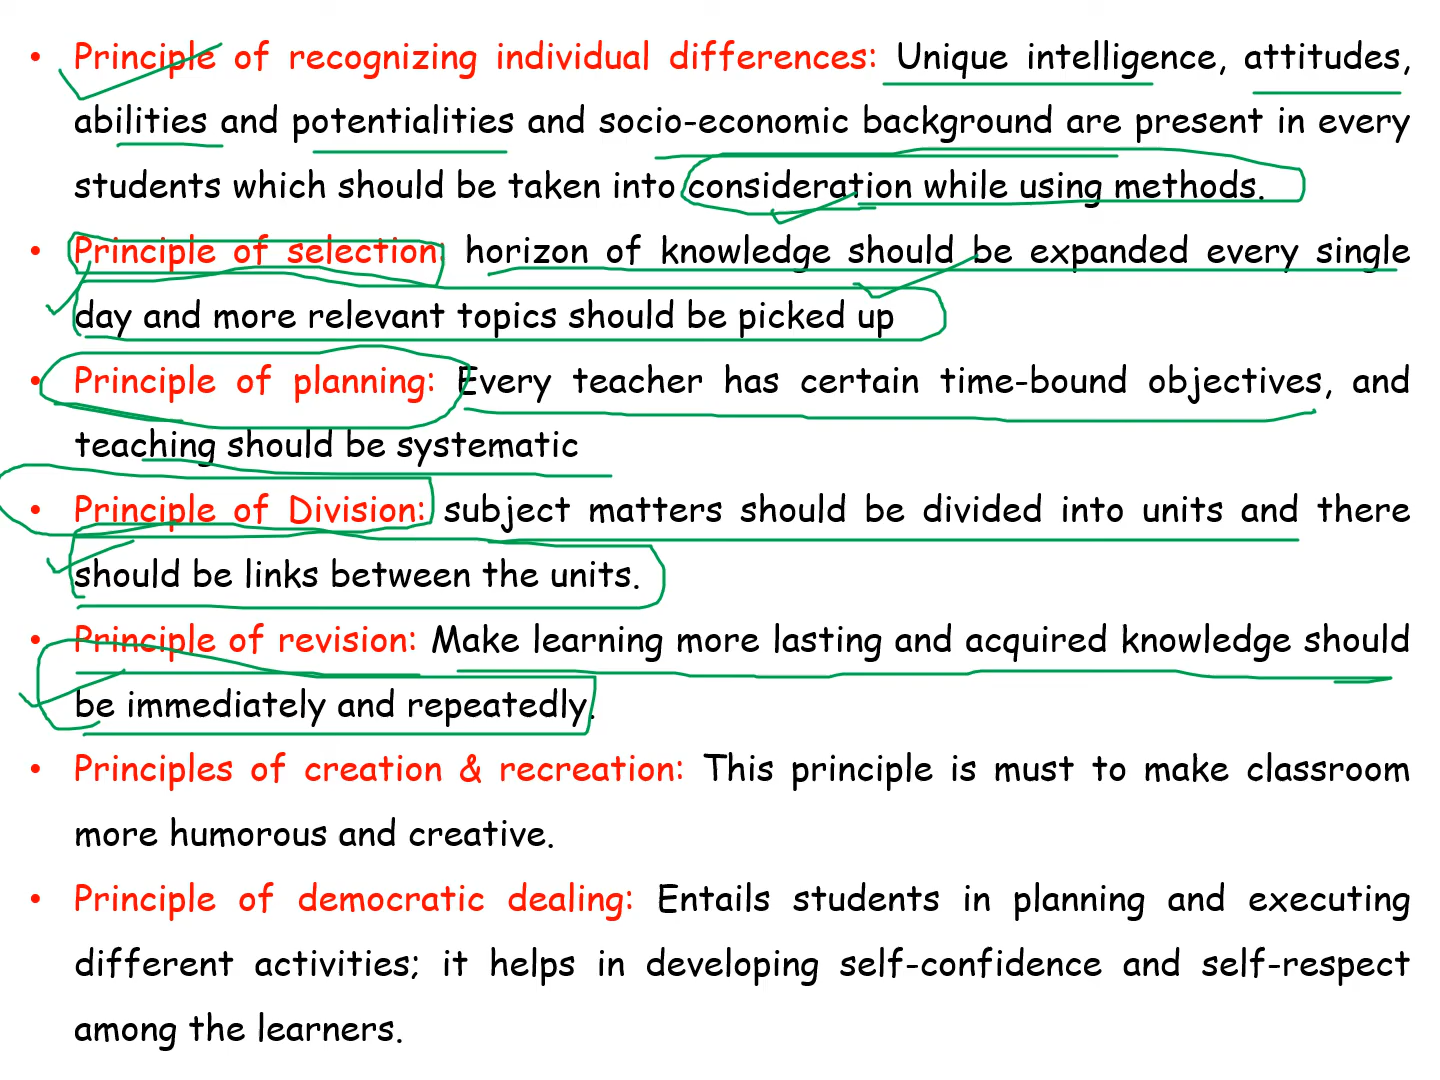 • Principle of recognizing individual differences: Unique intelligence, attitudes,
abilities and potentialities and socio-economic background are present in every
students which should be taken into consideration while using methods.
• Principle of selection: horizon of knowledge should be expanded every single
day and more relevant topics should be picked up
• Principle of planning: Every teacher has certain time-bound objectives, and
teaching should be systematic
• Principle of Division: subject matters should be divided into units and there
should be links between the units.
• Principle of revision: Make learning more lasting and acquired knowledge should
be immediately and repeatedly.
• Principles of creation & recreation: This principle is must to make classroom
more humorous and creative.
• Principle of democratic dealing: Entails students in planning and executing
different activities; it helps in developing self-confidence and self-respect
among the learners.